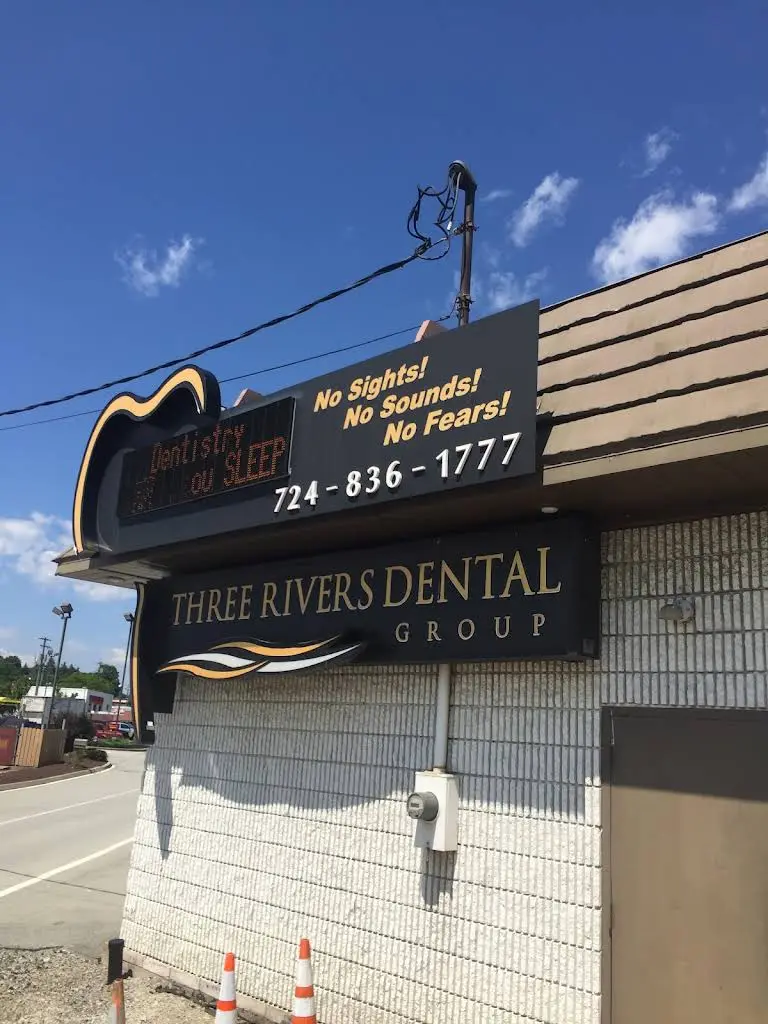 No Sights!
No Sounds!
No Fears!
Dentistry
SLEEP
724-836-1777
THREE RIVERS DENTAL
GROUP